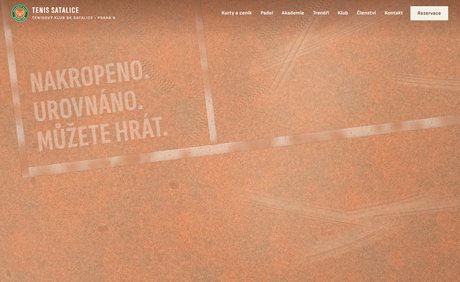 TENIS SATALICE
TENISOVÝ KLUB SK SATALICE · PRAHA 9
Kurty a ceník Padel Akademie Trenéři Klub Členství Kontakt Rezervace
NAKROPENO.
UROVNÁNO.
MŮŽETE HRÁT.